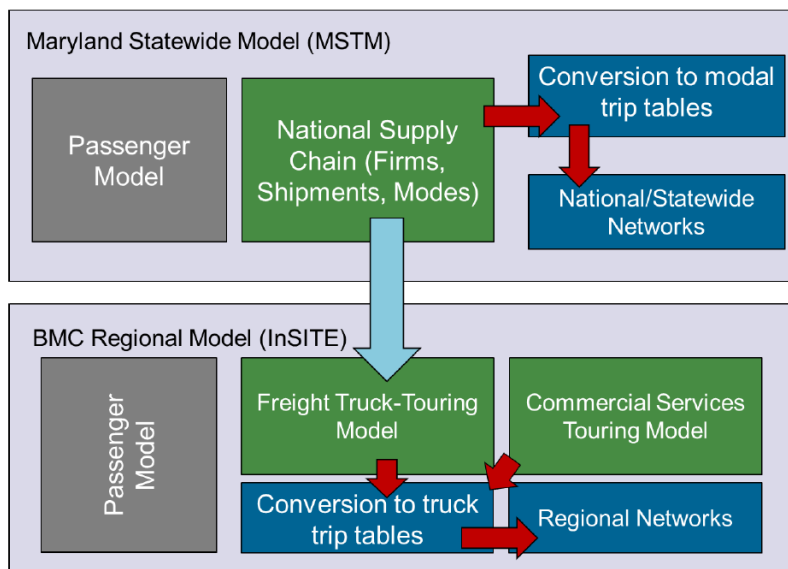 Maryland Statewide Model (MSTM)
Passenger
Model
National Supply
Chain (Firms,
Shipments, Modes)
Conversion to modal
trip tables
National/Statewide
Networks
BMC Regional Model (InSITE)
Passenger
Model
Freight Truck-Touring
Model
Commercial Services
Touring Model
Conversion to truck
trip tables
Regional Networks